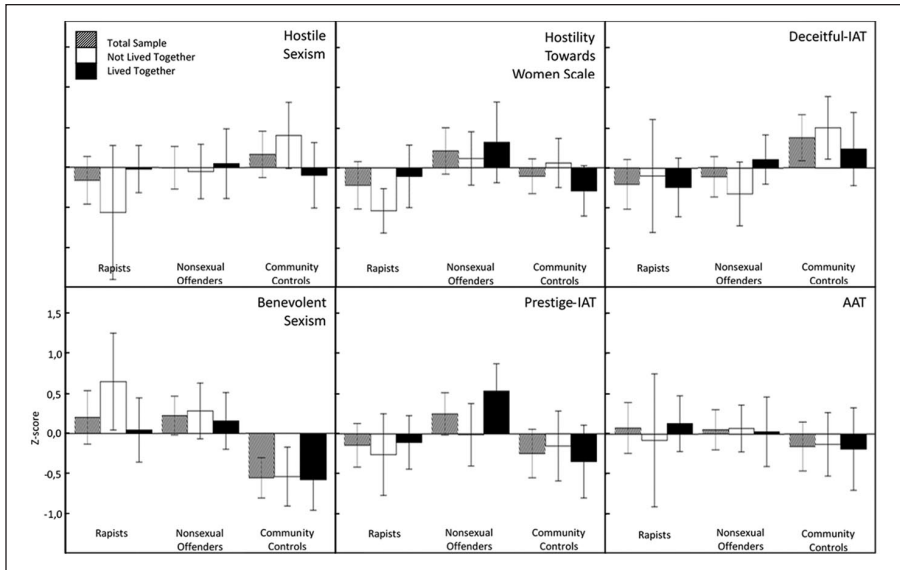 Total Sample
Not Lived Together
Lived Together
Hostile
Sexism
Rapists
Nonsexual
Offenders
Community
Controls
Hostility
Towards
Women Scale
Rapists
Nonsexual
Offenders
Community
Controls
Deceitful-IAT
Rapists
Nonsexual
Offenders
Community
Controls
Z-score
1,5
1,0
0,5
0,0
-0,5
-1,0
Benevolent
Sexism
Rapists
Nonsexual
Offenders
Community
Controls
Prestige-IAT
Rapists
Nonsexual
Offenders
Community
Controls
AAT
Rapists
Nonsexual
Offenders
Community
Controls